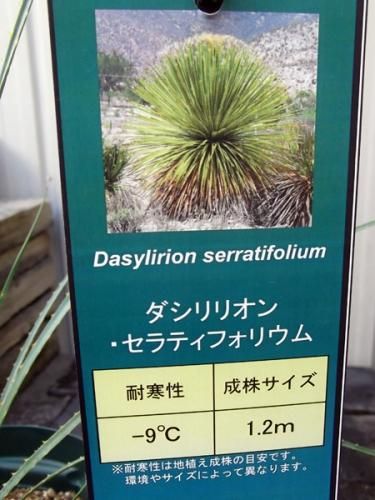 Dasylirion serratifolium
ダシリリオン
・セラティフォリウム
耐寒性 成株サイズ
-9℃ 1.2m
※耐寒性は地植え成株の目安です。
環境やサイズによって異なります。